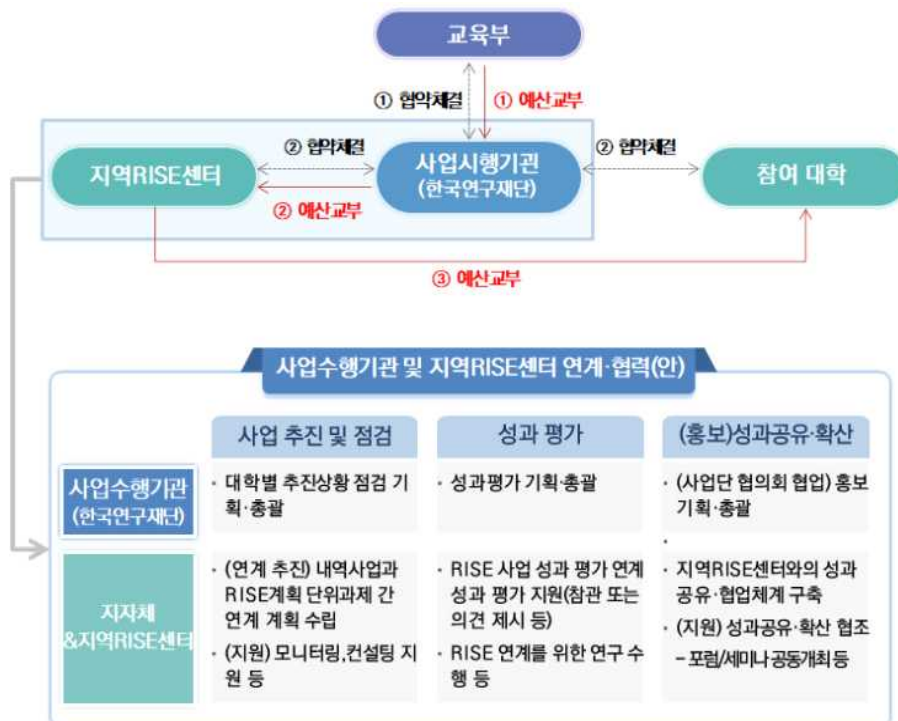 교육부
① 협약체결
① 예산교부
지역RISE센터
② 협약체결
② 예산교부
사업시행기관
(한국연구재단)
② 협약체결
참여 대학
③ 예산교부
사업수행기관 및 지역RISE센터 연계·협력(안)
사업 추진 및 점검
성과 평가
(홍보)성과공유·확산
사업수행기관
(한국연구재단)
· 대학별 추진상황 점검 기
획·총괄
· 성과평가 기획·총괄
· (사업단 협의회 협업) 홍보
기획·총괄
·
지자체
&지역RISE센터
· (연계 추진) 내역사업과
RISE계획 단위과제 간
연계 계획 수립
· (지원) 모니터링,컨설팅 지
원 등
· RISE 사업 성과 평가 연계
성과 평가 지원(참관 또는
의견 제시 등)
· RISE 연계를 위한 연구 수
행 등
· 지역RISE센터와의 성과
공유·협업체계 구축
· (지원) 성과공유·확산 협조
– 포럼/세미나 공동개최 등